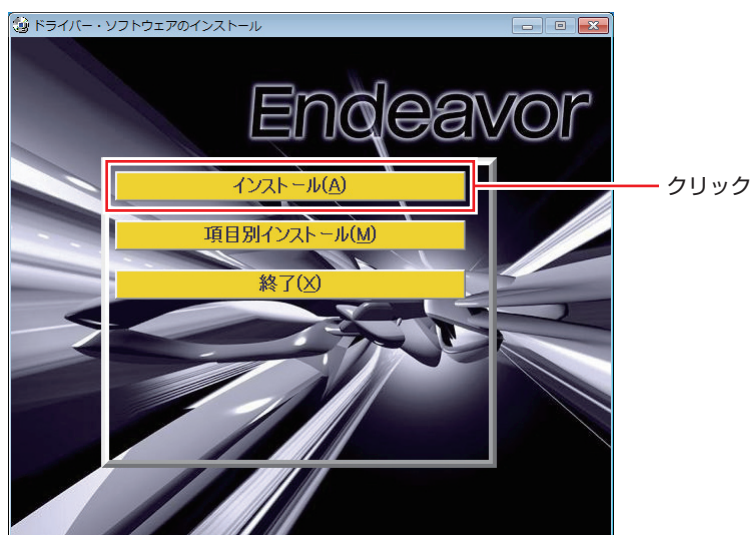 ドライバー・ソフトウェアのインストール
Endeavor
インストール(A)
クリック
項目別インストール(M)
終了(X)